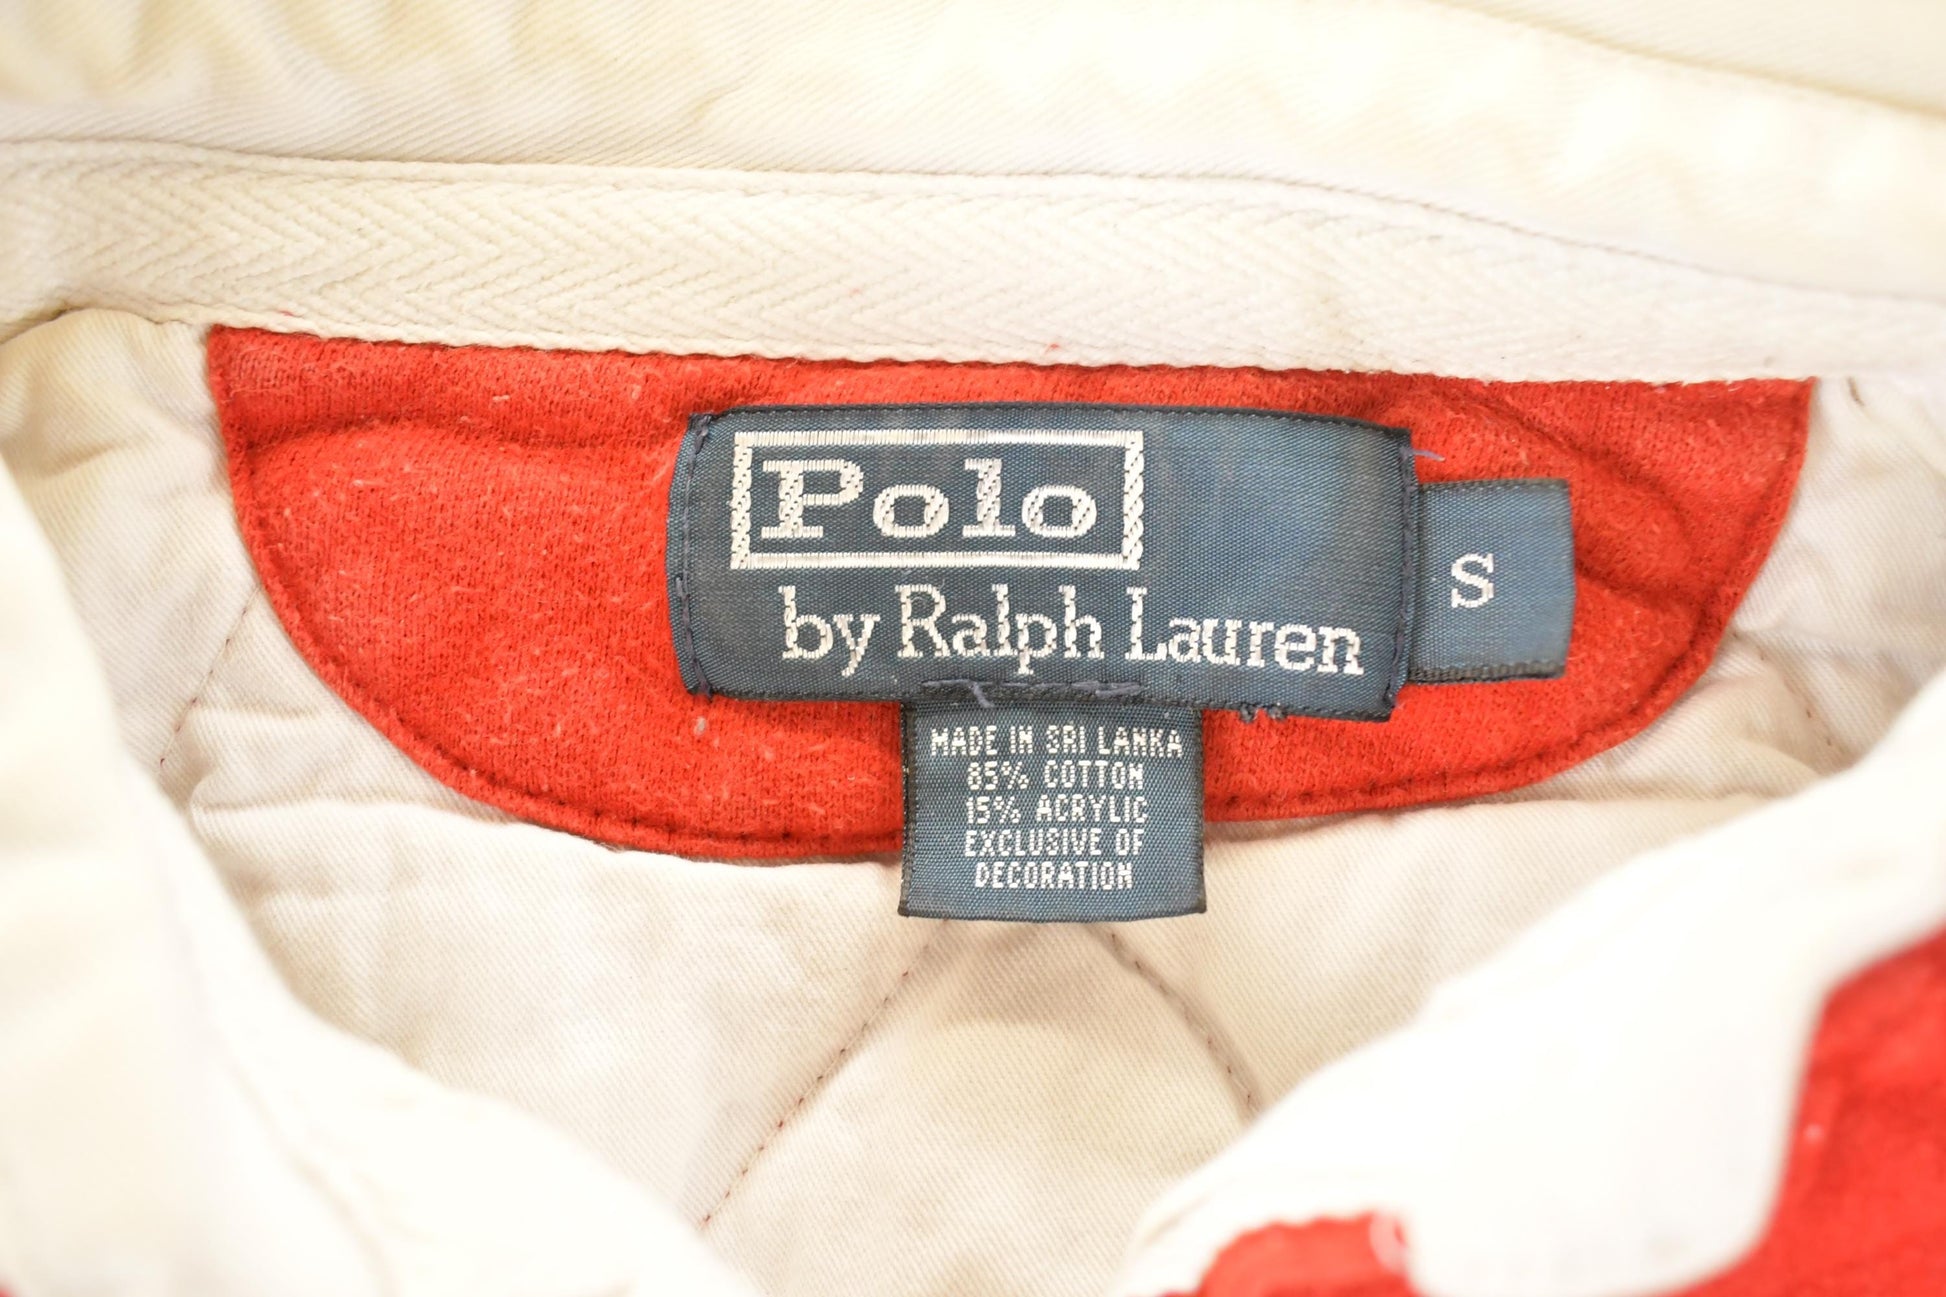 Polo
by Ralph Lauren
S
MADE IN SRI LANKA
85% COTTON
15% ACRYLIC
EXCLUSIVE OF
DECORATION